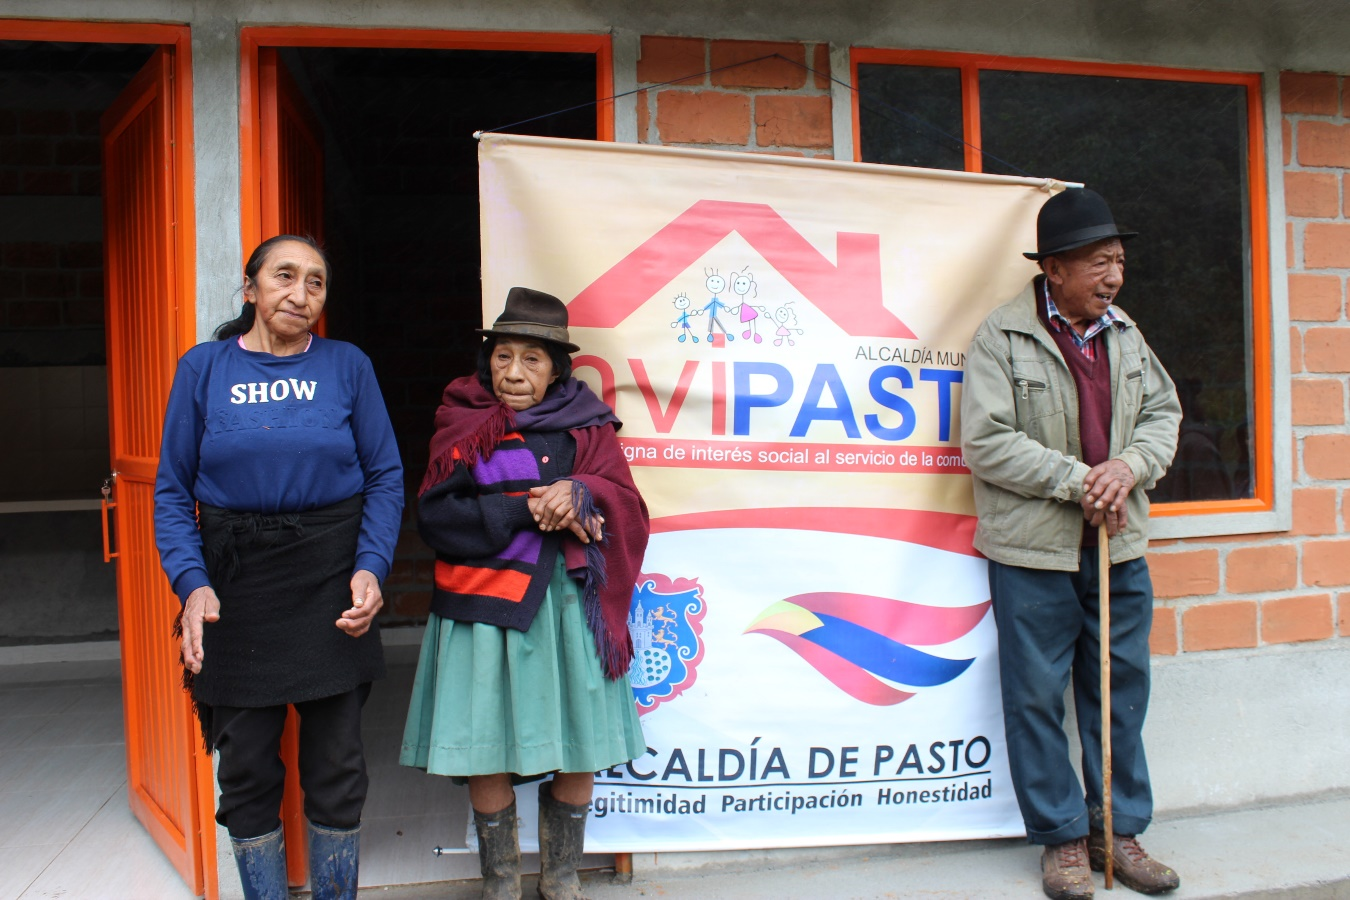 SHOW
ALCALDÍA MUN
OViPAST
igna de interés social al servicio de la com
ALCALDÍA DE PASTO
egitimidad Participación Honestidad